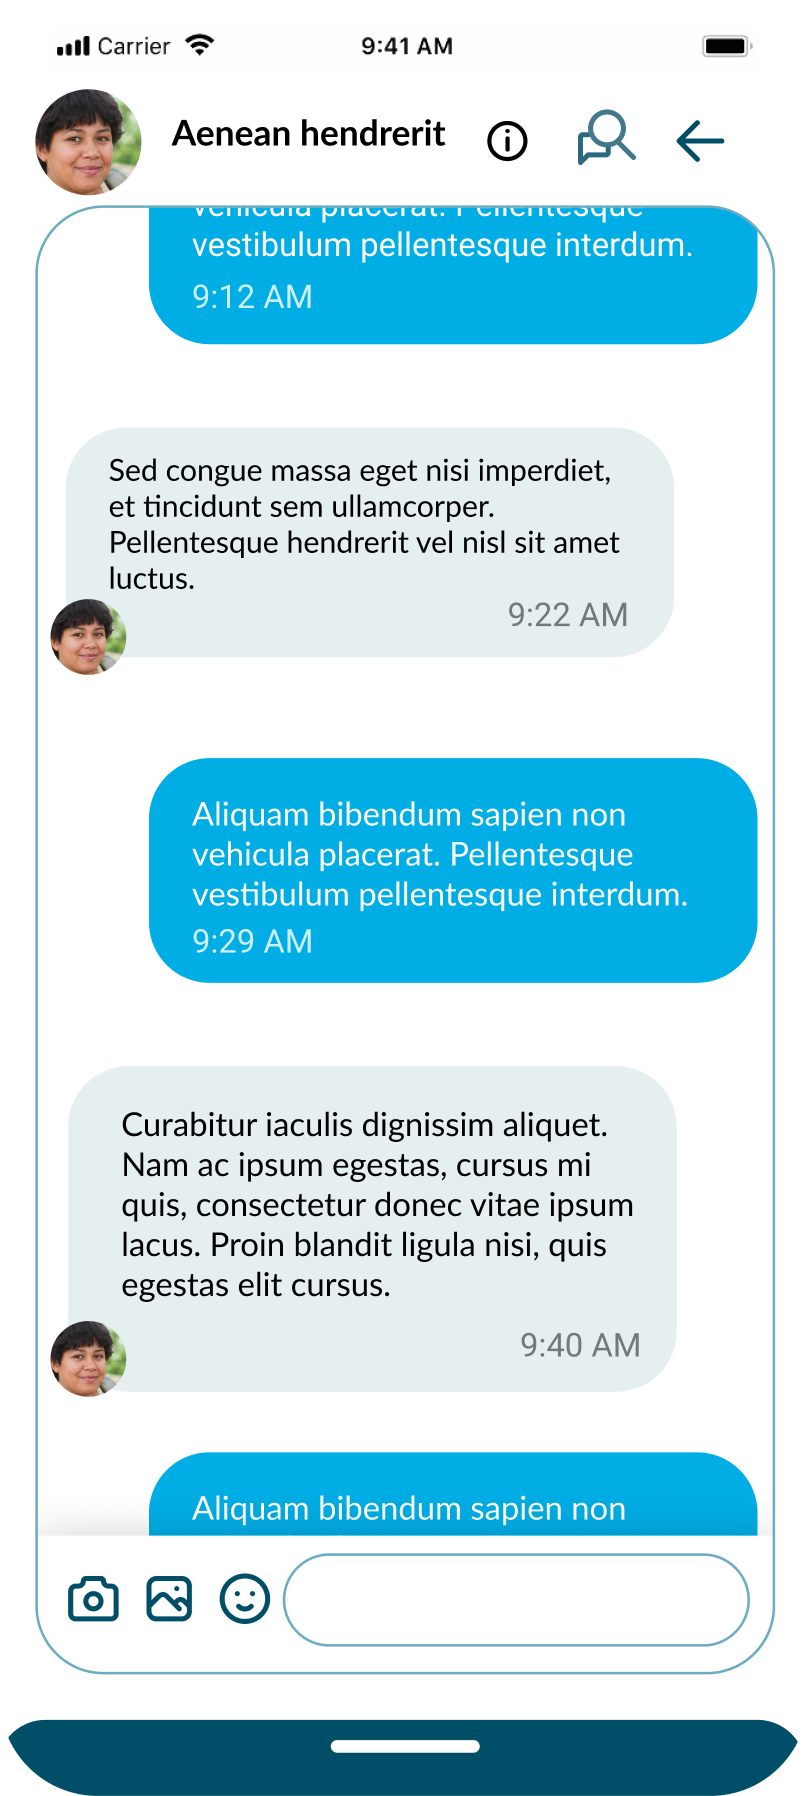 Carrier
9:41 AM
Aenean hendrerit
vehicula placerat. Pellentesque
vestibulum pellentesque interdum.
9:12 AM
Sed congue massa eget nisi imperdiet,
et tincidunt sem ullamcorper.
Pellentesque hendrerit vel nisl sit amet
luctus.
9:22 AM
Aliquam bibendum sapien non
vehicula placerat. Pellentesque
vestibulum pellentesque interdum.
9:29 AM
Curabitur iaculis dignissim aliquet.
Nam ac ipsum egestas, cursus mi
quis, consectetur donec vitae ipsum
lacus. Proin blandit ligula nisi, quis
egestas elit cursus.
9:40 AM
Aliquam bibendum sapien non